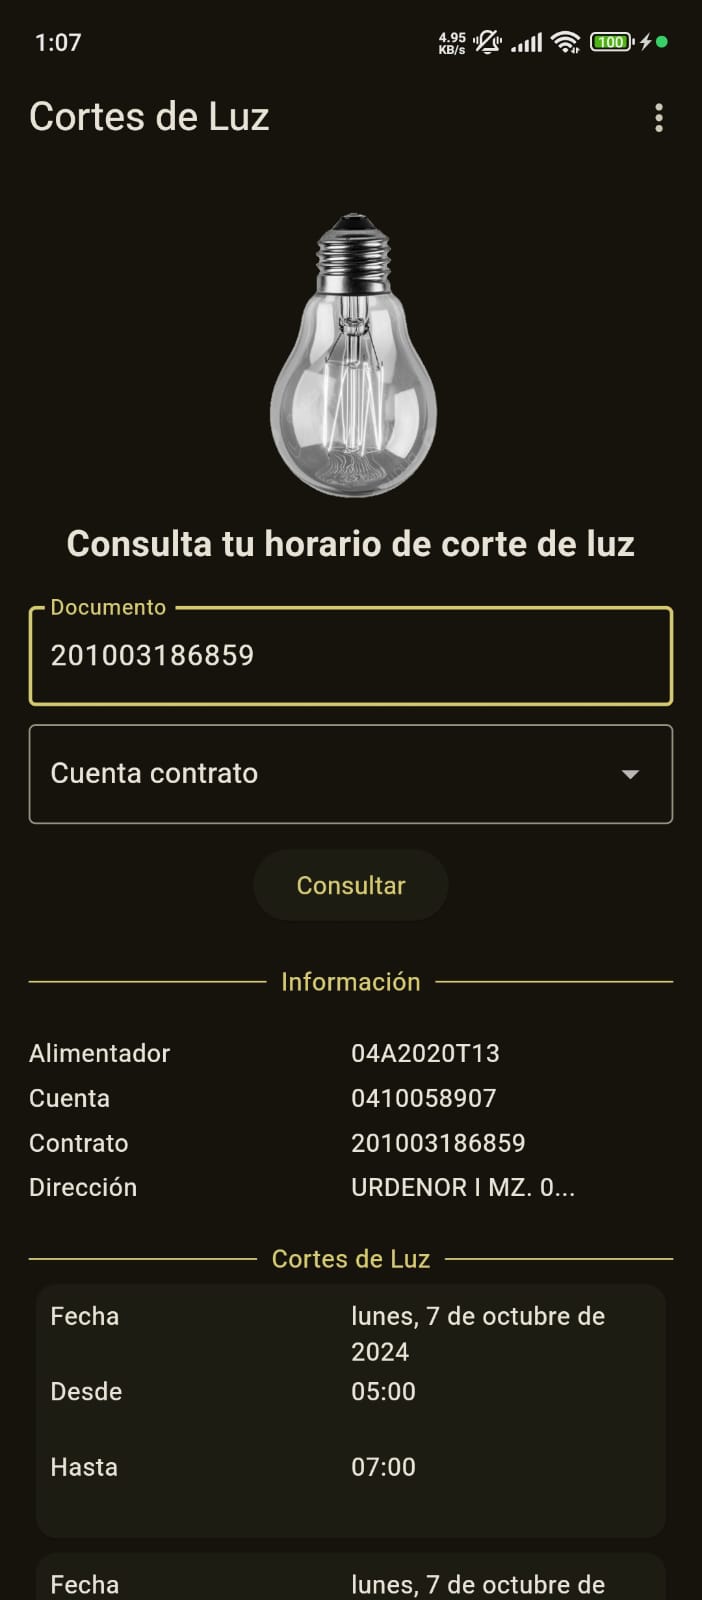 1:07
4.95
KB/s
100
Cortes de Luz
Consulta tu horario de corte de luz
Documento
201003186859
Cuenta contrato
Consultar
Información
Alimentador 04A2020T13
Cuenta 0410058907
Contrato 201003186859
Dirección URDENOR I MZ. 0...
Cortes de Luz
Fecha lunes, 7 de octubre de
2024
Desde 05:00
Hasta 07:00
Fecha lunes, 7 de octubre de